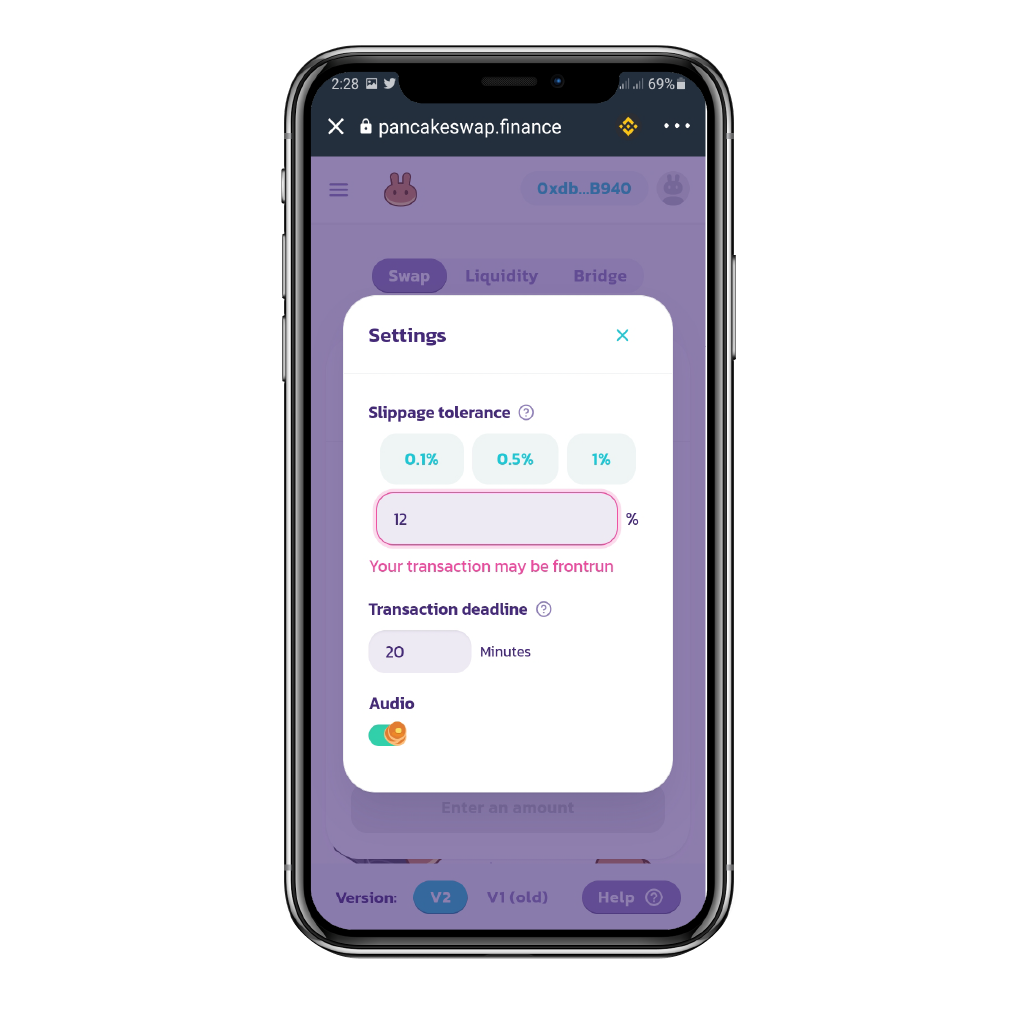 2:28 69%
pancakeswap.finance
0xdb...B940
Swap Liquidity Bridge
Settings
Slippage tolerance ?
0.1% 0.5% 1%
12 %
Your transaction may be frontrun
Transaction deadline ?
20 Minutes
Audio
Enter an amount
Version: V2 V1 (old) Help ?